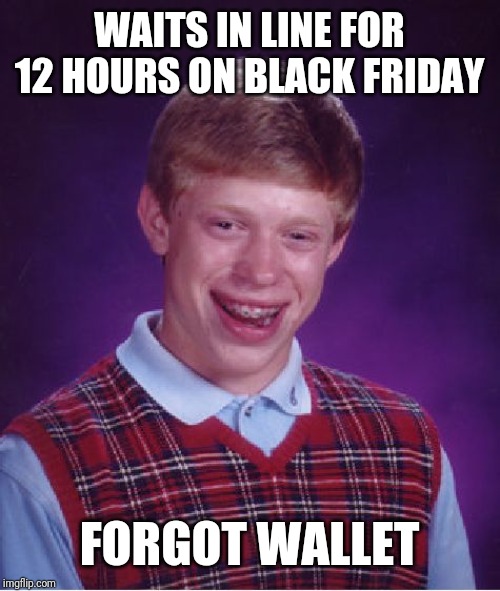 WAITS IN LINE FOR
12 HOURS ON BLACK FRIDAY
FORGOT WALLET
imgflip.com